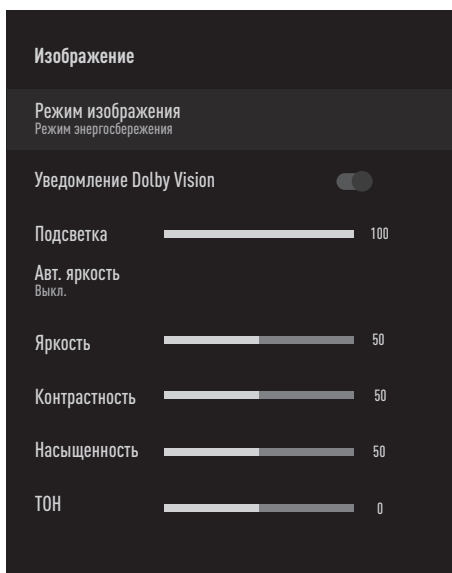 Изображение
Режим изображения
Режим энергосбережения
Уведомление Dolby Vision
Подсветка 100
Авт. яркость
Выкл.
Яркость 50
Контрастность 50
Насыщенность 50
ТОН 0